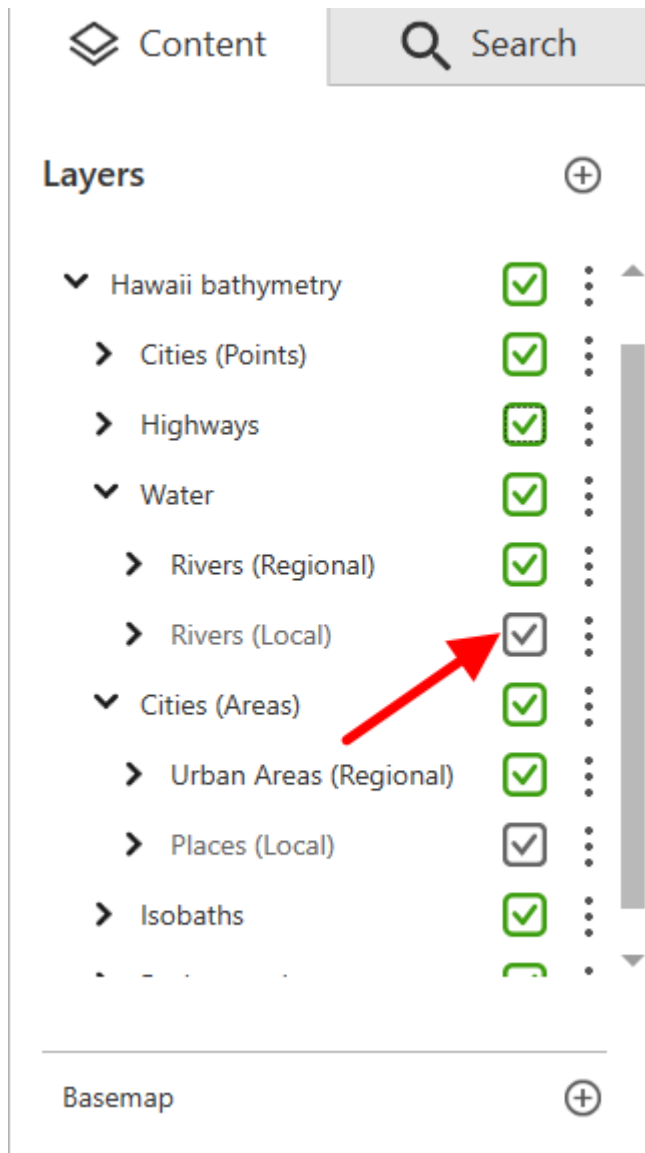 Content
Search
Layers
Hawaii bathymetry
Cities (Points)
Highways
Water
Rivers (Regional)
Rivers (Local)
Cities (Areas)
Urban Areas (Regional)
Places (Local)
Isobaths
Basemap